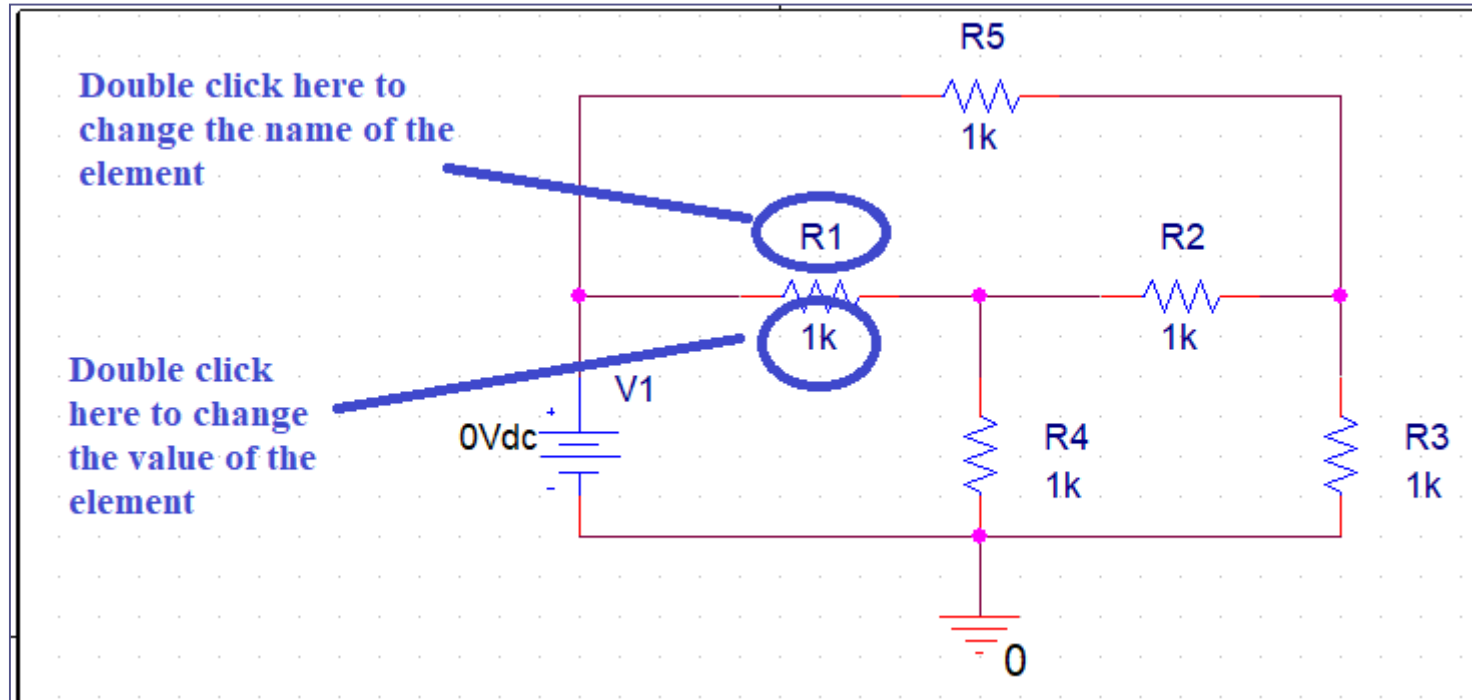 R5
1k
Double click here to
change the name of the
element
R1
1k
R2
1k
Double click
here to change
the value of the
element
V1
+
0Vdc
-
R4
1k
R3
1k
0